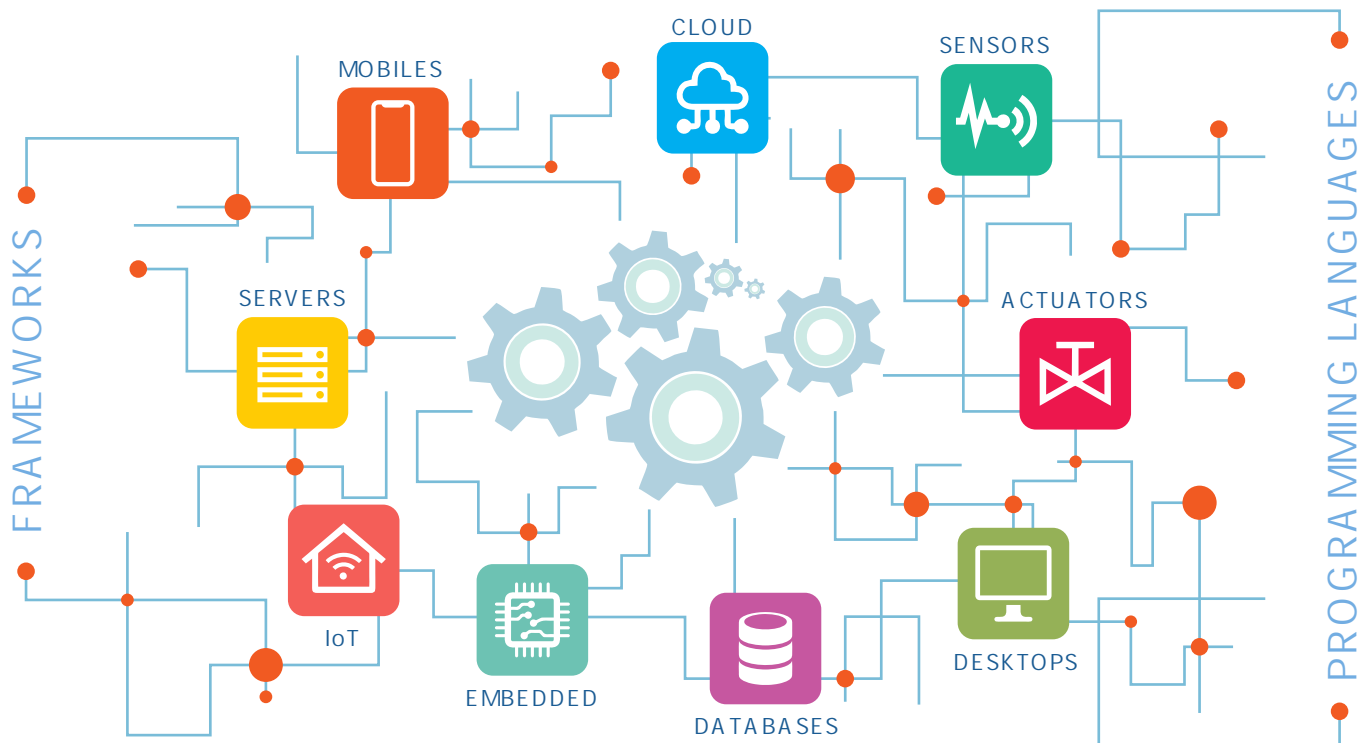 CLOUD
SENSORS
MOBILES
FRAMEWORKS
PROGRAMMING LANGUAGES
SERVERS
ACTUATORS
IoT
EMBEDDED
DESKTOPS
DATABASES